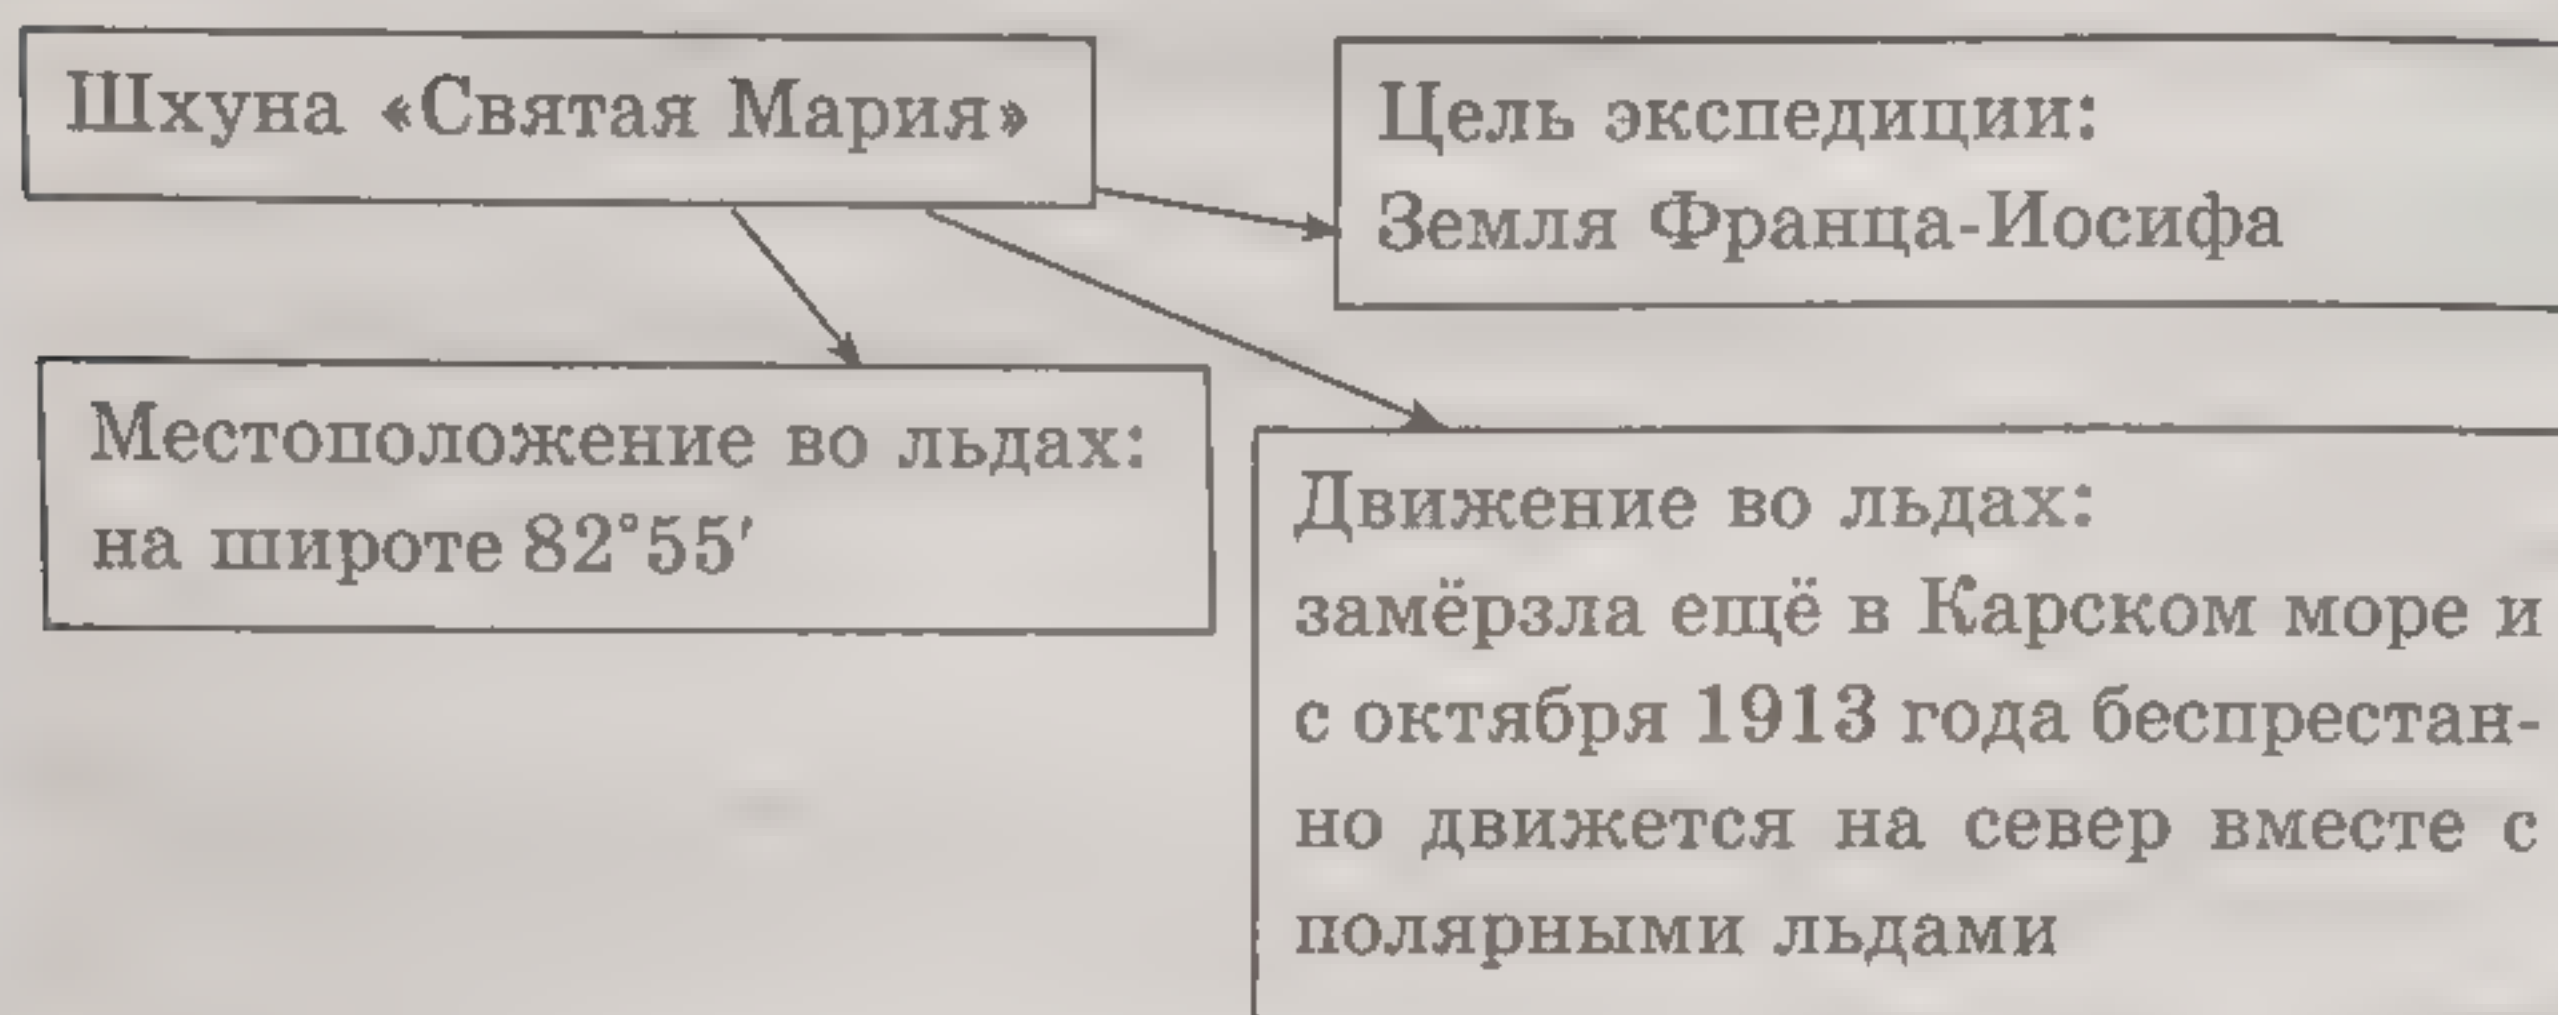 Шхуна «Святая Мария»
Цель экспедиции:
Земля Франца-Иосифа
Местоположение во льдах:
на широте 82°55′
Движение во льдах:
замёрзла ещё в Карском море и
с октября 1913 года беспрестан-
но движется на север вместе с
полярными льдами